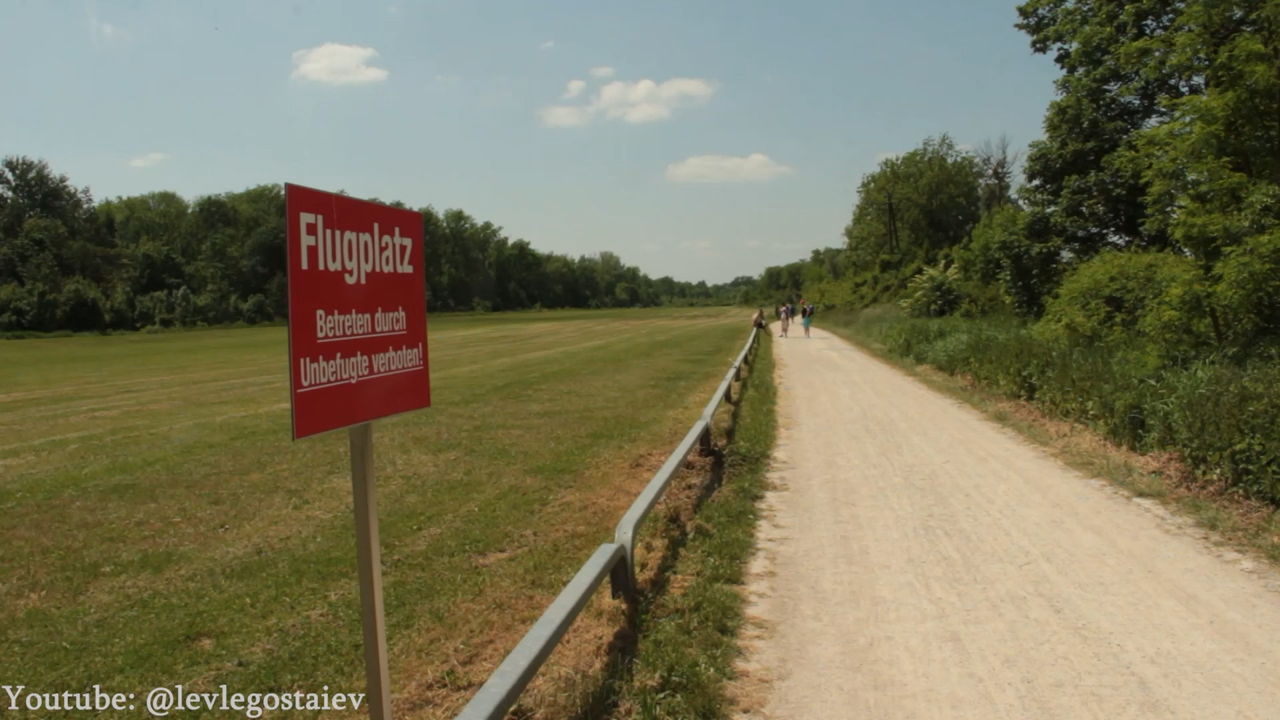 Flugplatz
Betreten durch
Unbefugte verboten!
Youtube: @levlegostaiev